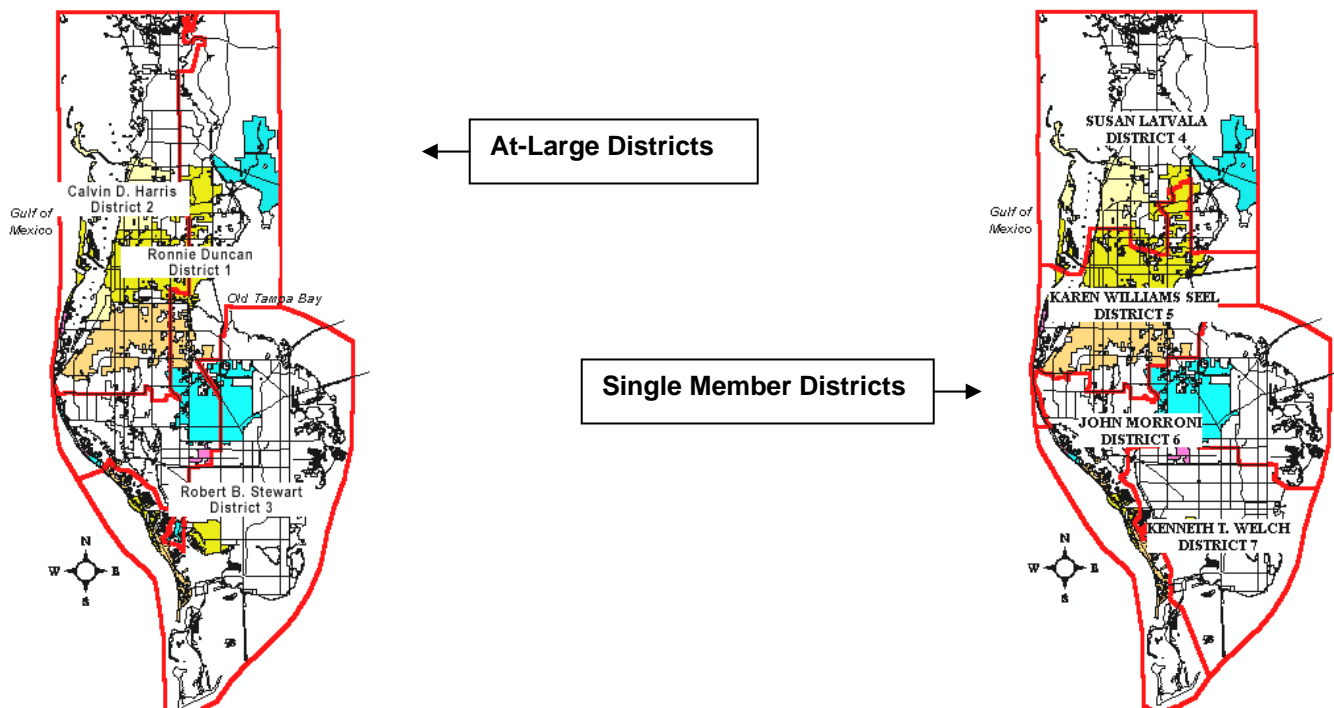 Calvin D. Harris
District 2
Gulf of
Mexico
Ronnie Duncan
District 1
Old Tampa Bay
Robert B. Stewart
District 3
N
W E
S
At-Large Districts
Single Member Districts
SUSAN LATVALA
DISTRICT 4
Gulf of
Mexico
KAREN WILLIAMS SEEL
DISTRICT 5
JOHN MORRONI
DISTRICT 6
KENNETH T. WELCH
DISTRICT 7
N
W E
S